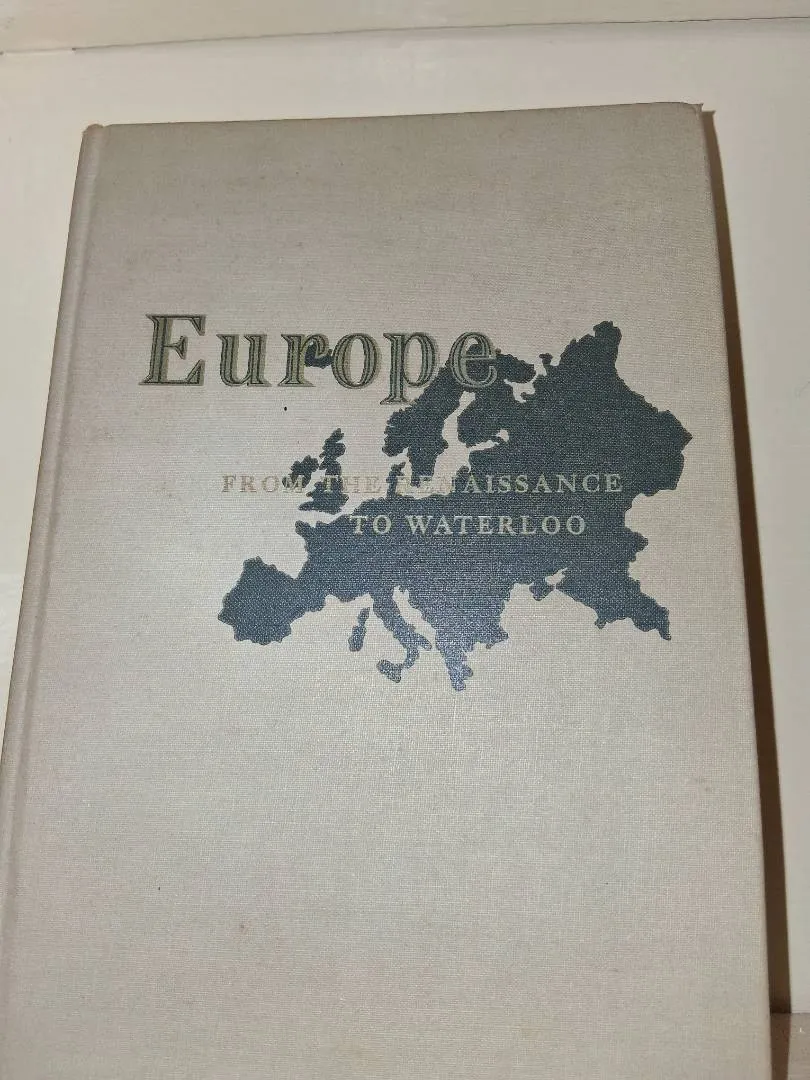 Europe
FROM THE RENAISSANCE
TO WATERLOO